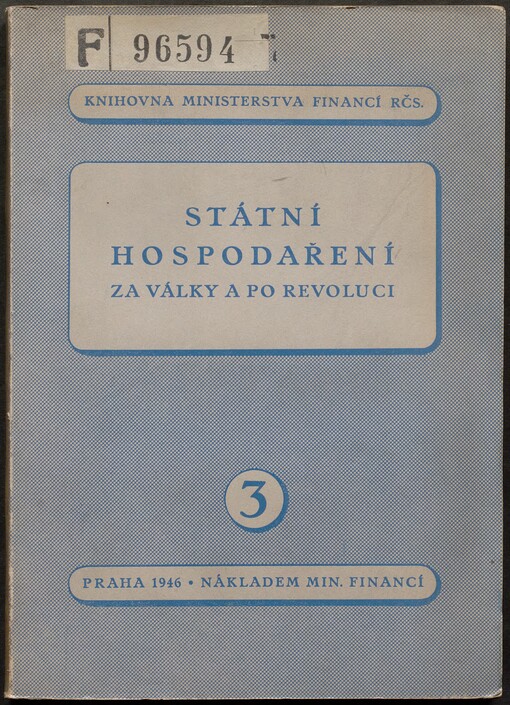 F 96594
KNIHOVNA MINISTERSTVA FINANCÍ RČS.
STÁTNÍ
HOSPODAŘENÍ
ZA VÁLKY A PO REVOLUCI
3
PRAHA 1946 • NÁKLADEM MIN. FINANCÍ